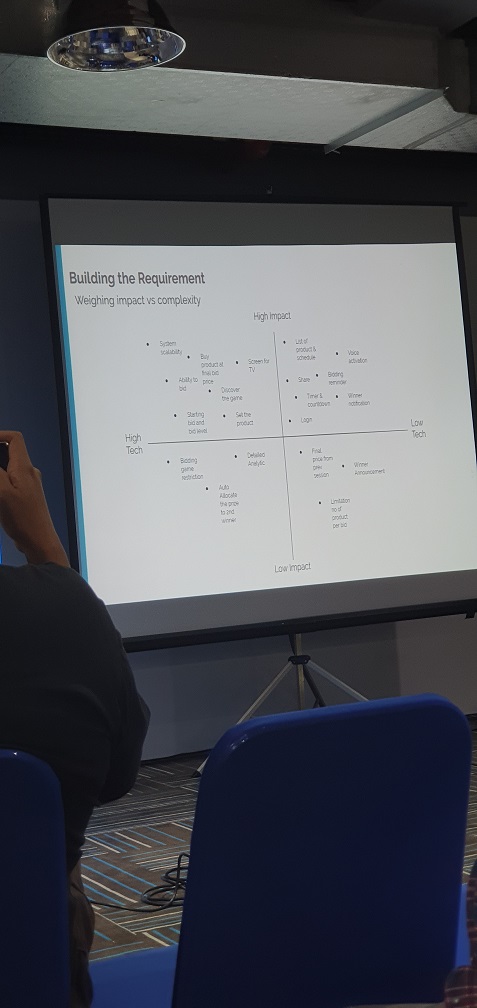 Building the Requirement
Weighing impact vs complexity
High Impact
System
scalability
Buy
product at
final bid
price
Screen for
TV
Ability to
bid
Discover
the game
Starting
bid and
bid level
Set the
product
List of
product &
schedule
Voice
activation
Share
Bidding
reminder
Timer &
countdown
Winner
notification
Login
High
Tech
Low
Tech
Bidding
game
restriction
Detailed
Analytic
Auto
Allocate
the prize
to 2nd
winner
Final
price from
prev
session
Winner
Announcement
Limitation
no of
product
per bid
Low Impact